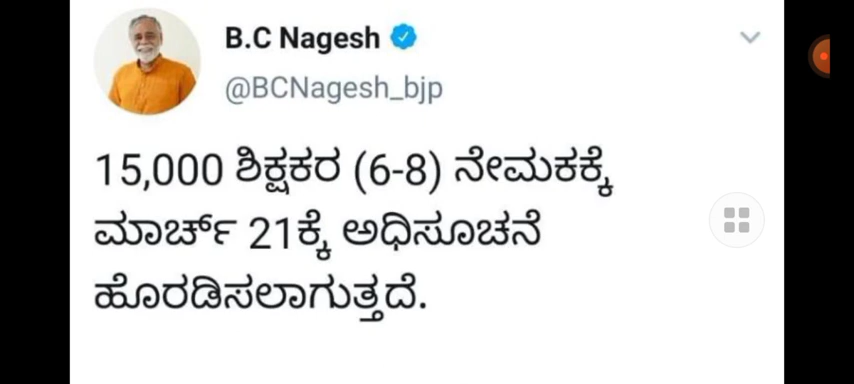 B.C Nagesh
@BCNagesh_bjp
15,000 ಶಿಕ್ಷಕರ (6-8) ನೇಮಕಕ್ಕೆ
ಮಾರ್ಚ್ 21ಕ್ಕೆ ಅಧಿಸೂಚನೆ
ಹೊರಡಿಸಲಾಗುತ್ತದೆ.